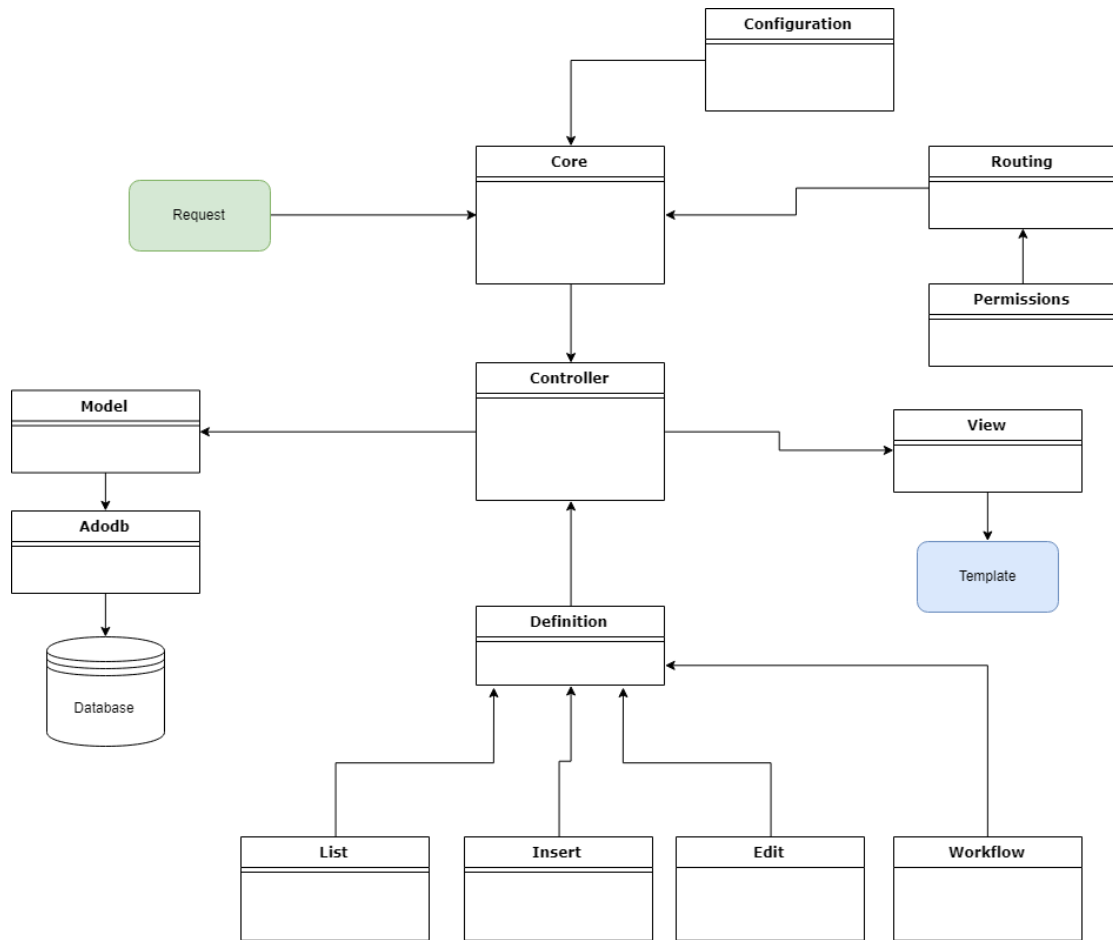 Configuration
Core
Routing
Request
Permissions
Controller
Model
View
Adodb
Template
Definition
Database
List
Insert
Edit
Workflow